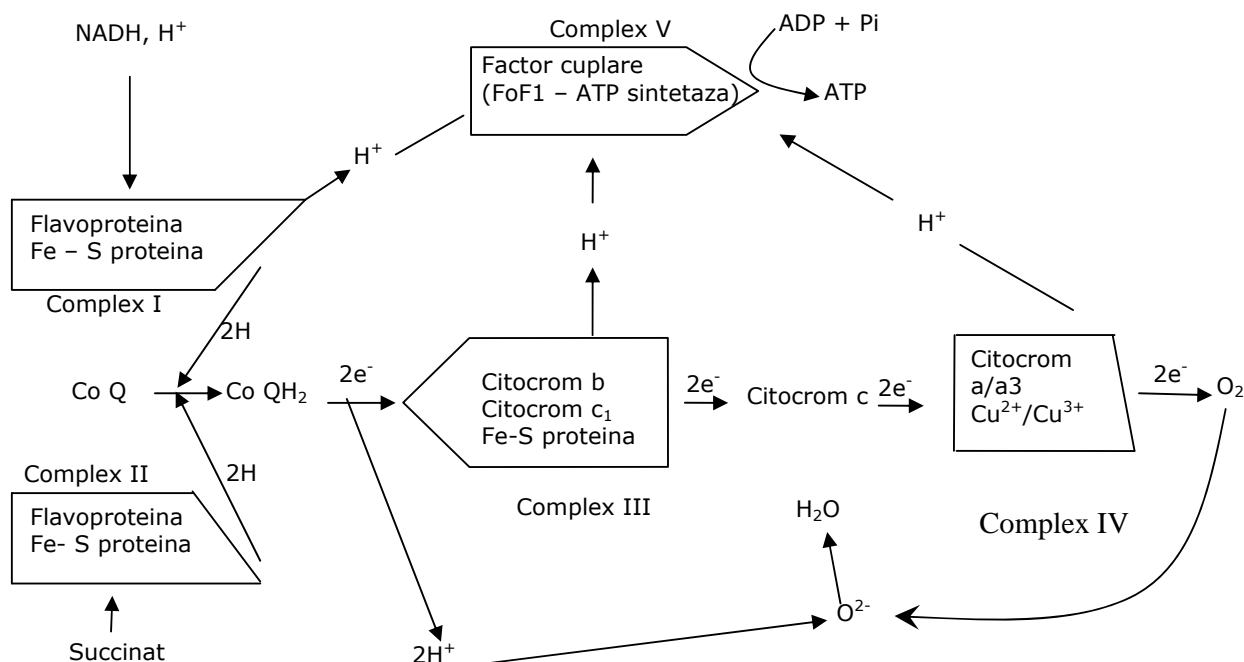 NADH, H⁺
Complex V
ADP + Pi
Factor cuplare
(FoF1 – ATP sintetaza)
ATP
H⁺
Flavoproteina
Fe – S proteina
H⁺
H⁺
Complex I
2H
Co Q
Co QH₂
2e⁻
Citocrom b
Citocrom c₁
Fe-S proteina
2e⁻
Citocrom c
2e⁻
Citocrom
a/a3
Cu²⁺/Cu³⁺
2e⁻
O₂
Complex II
2H
Complex III
Flavoproteina
Fe- S proteina
H₂O
Complex IV
O²⁻
Succinat
2H⁺